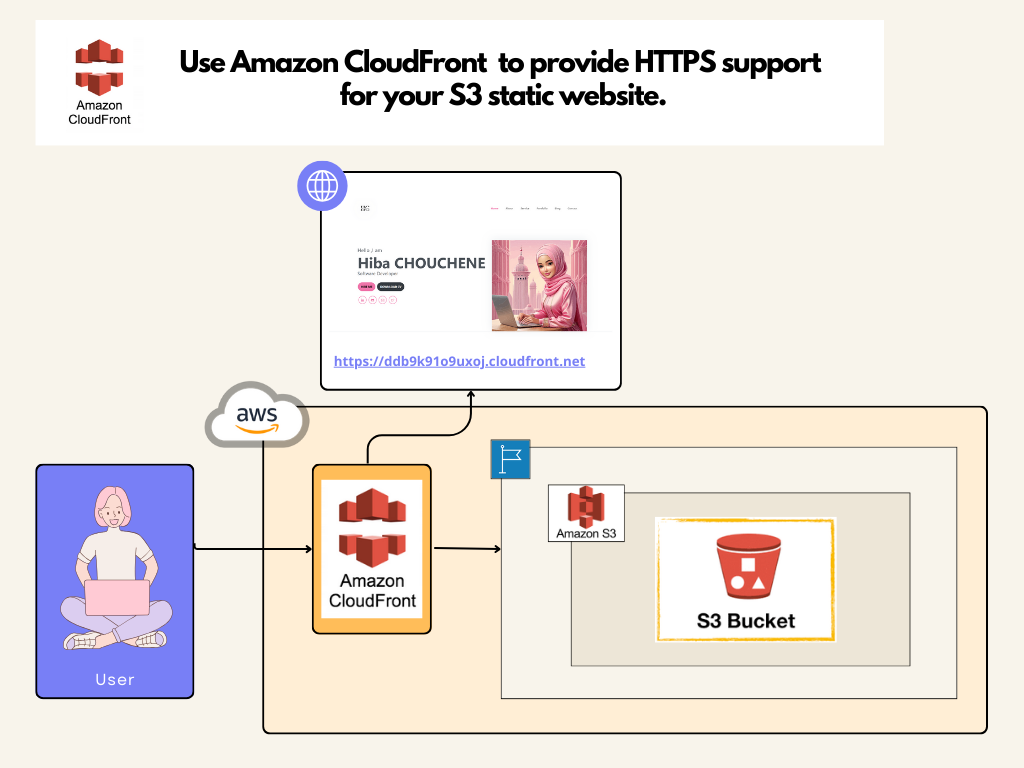 Use Amazon CloudFront to provide HTTPS support
for your S3 static website.
Amazon
CloudFront
Hello, I am
Hiba CHOUCHENE
Software Developer
https://ddb9k91o9uxoj.cloudfront.net
aws
Amazon S3
Amazon
CloudFront
S3 Bucket
User